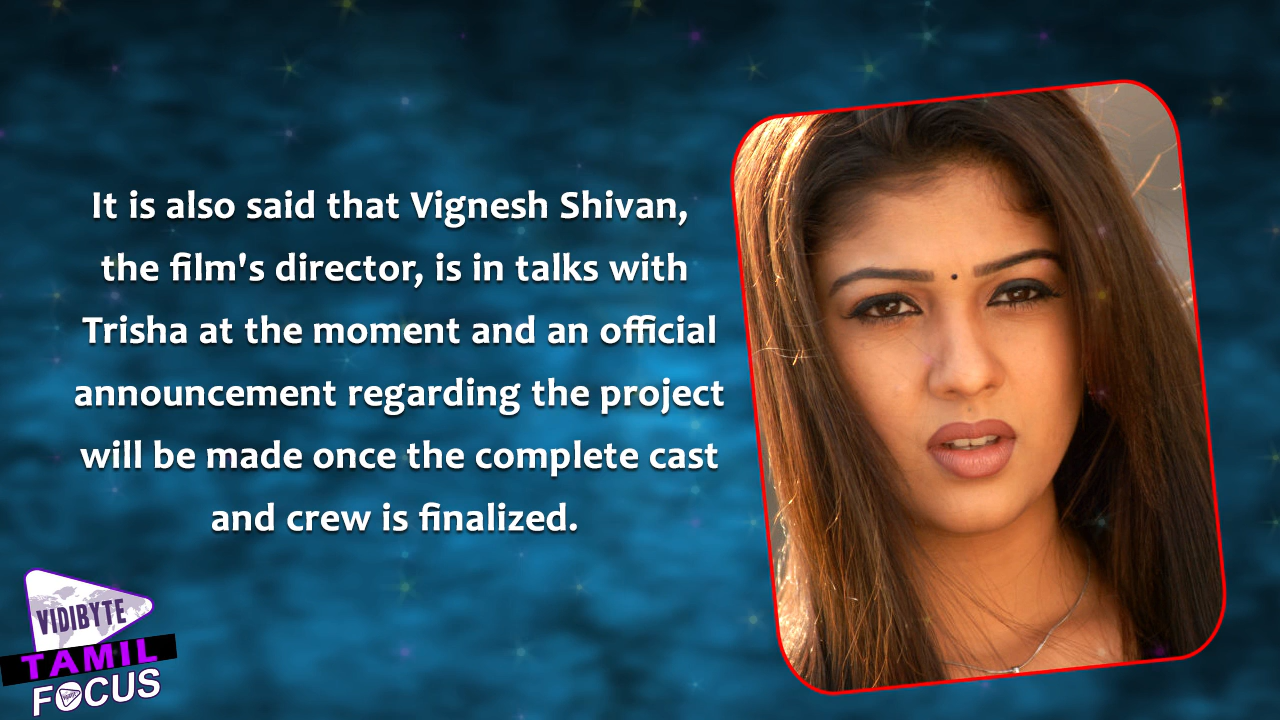 It is also said that Vignesh Shivan,
the film's director, is in talks with
Trisha at the moment and an official
announcement regarding the project
will be made once the complete cast
and crew is finalized.
VIDIBYTE
TAMIL
FOCUS